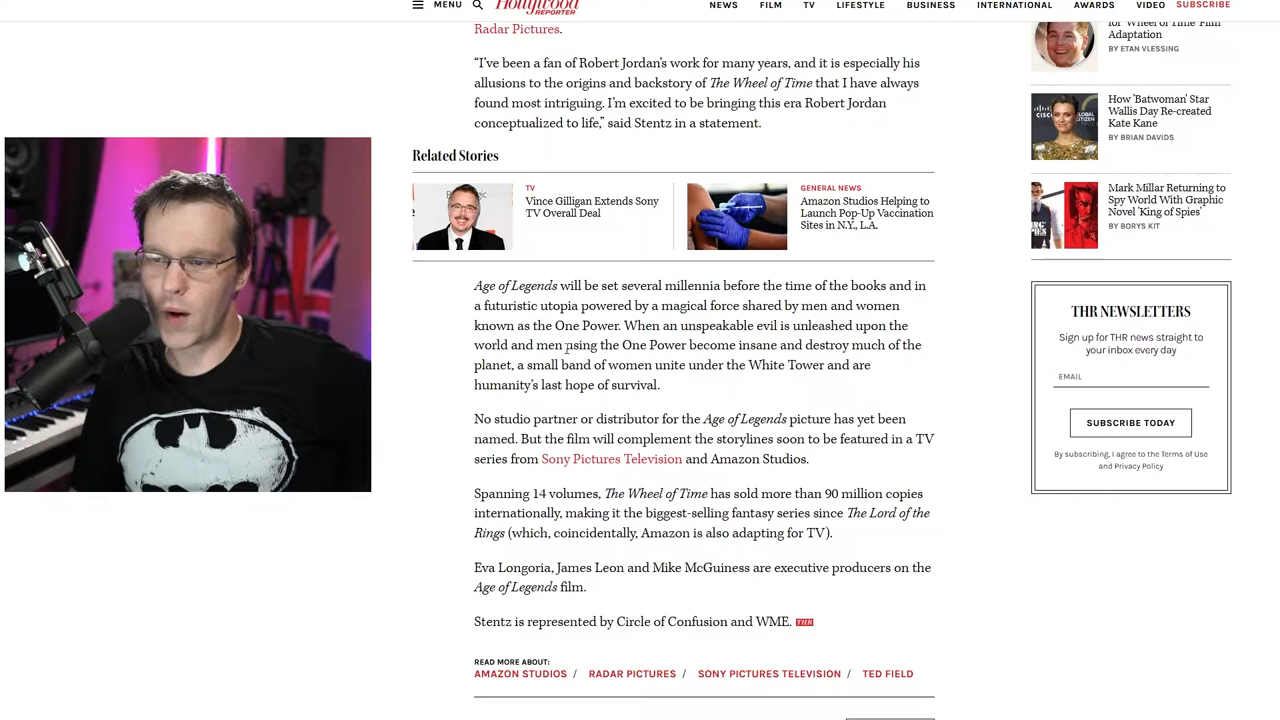 MENU
Hollywood
REPORTER
NEWS FILM TV LIFESTYLE BUSINESS INTERNATIONAL AWARDS VIDEO SUBSCRIBE
Radar Pictures.
“I’ve been a fan of Robert Jordan’s work for many years, and it is especially his
allusions to the origins and backstory of The Wheel of Time that I have always
found most intriguing. I’m excited to be bringing this era Robert Jordan
conceptualized to life,” said Stentz in a statement.
Related Stories
TV
Vince Gilligan Extends Sony
TV Overall Deal
GENERAL NEWS
Amazon Studios Helping to
Launch Pop-Up Vaccination
Sites in N.Y., L.A.
Age of Legends will be set several millennia before the time of the books and in
a futuristic utopia powered by a magical force shared by men and women
known as the One Power. When an unspeakable evil is unleashed upon the
world and men using the One Power become insane and destroy much of the
planet, a small band of women unite under the White Tower and are
humanity’s last hope of survival.
No studio partner or distributor for the Age of Legends picture has yet been
named. But the film will complement the storylines soon to be featured in a TV
series from Sony Pictures Television and Amazon Studios.
Spanning 14 volumes, The Wheel of Time has sold more than 90 million copies
internationally, making it the biggest-selling fantasy series since The Lord of the
Rings (which, coincidentally, Amazon is also adapting for TV).
Eva Longoria, James Leon and Mike McGuiness are executive producers on the
Age of Legends film.
Stentz is represented by Circle of Confusion and WME. THR
READ MORE ABOUT:
AMAZON STUDIOS / RADAR PICTURES / SONY PICTURES TELEVISION / TED FIELD
for ‘Wheel of Time’ Film
Adaptation
BY ETAN VLESSING
How ‘Batwoman’ Star
Wallis Day Re-created
Kate Kane
BY BRIAN DAVIDS
Mark Millar Returning to
Spy World With Graphic
Novel ‘King of Spies’
BY BORYS KIT
THR NEWSLETTERS
Sign up for THR news straight to
your inbox every day
EMAIL
SUBSCRIBE TODAY
By subscribing, I agree to the Terms of Use
and Privacy Policy